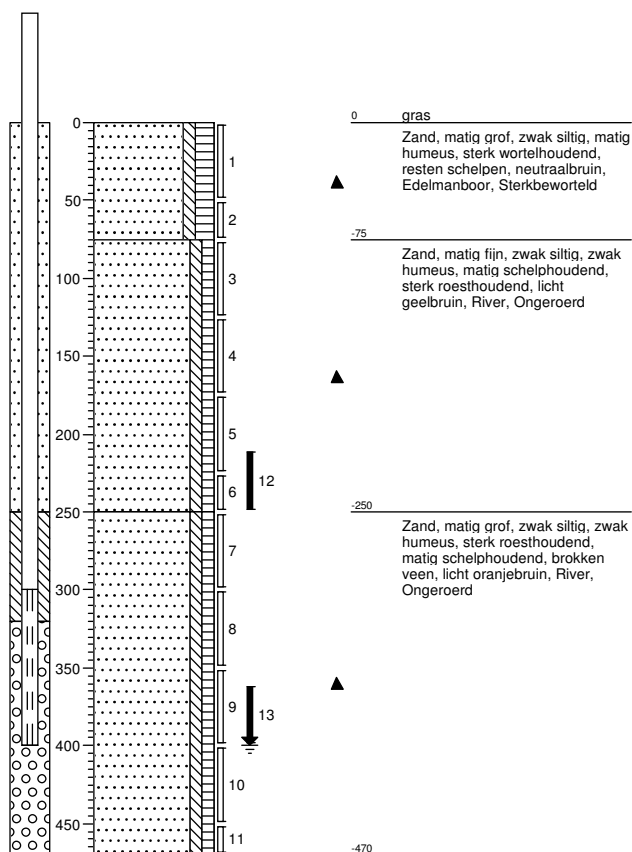 0
50
100
150
200
250
300
350
400
450
1
2
3
4
5
6
7
8
9
10
11
12
13
0 gras
Zand, matig grof, zwak siltig, matig
humeus, sterk wortelhoudend,
resten schelpen, neutraalbruin,
Edelmanboor, Sterkbeworteld
-75
Zand, matig fijn, zwak siltig, zwak
humeus, matig schelphoudend,
sterk roesthoudend, licht
geelbruin, River, Ongeroerd
-250
Zand, matig grof, zwak siltig, zwak
humeus, sterk roesthoudend,
matig schelphoudend, brokken
veen, licht oranjebruin, River,
Ongeroerd
-470